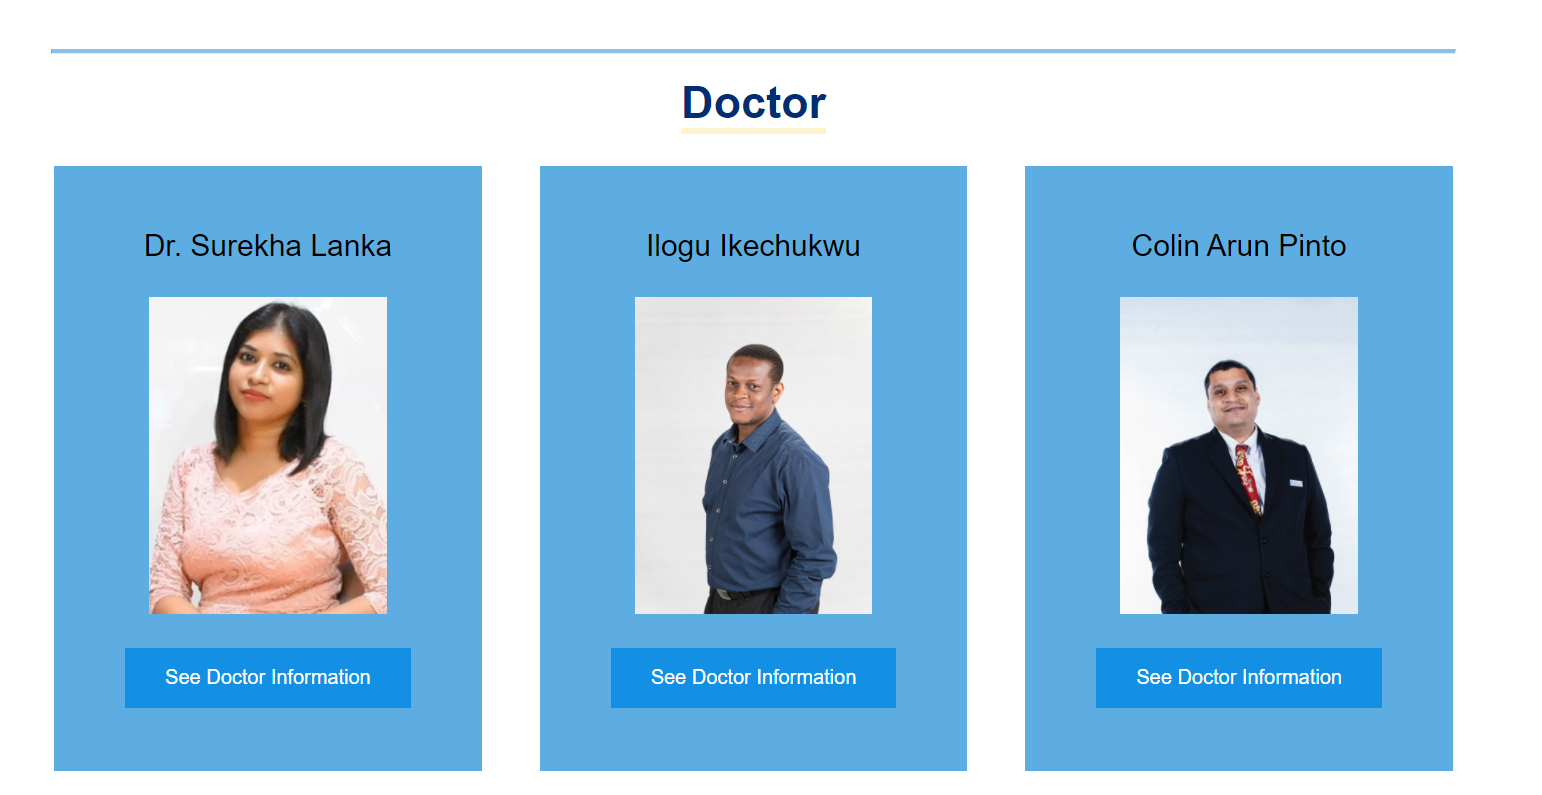 Doctor
Dr. Surekha Lanka
Ilogu Ikechukwu
Colin Arun Pinto
See Doctor Information
See Doctor Information
See Doctor Information